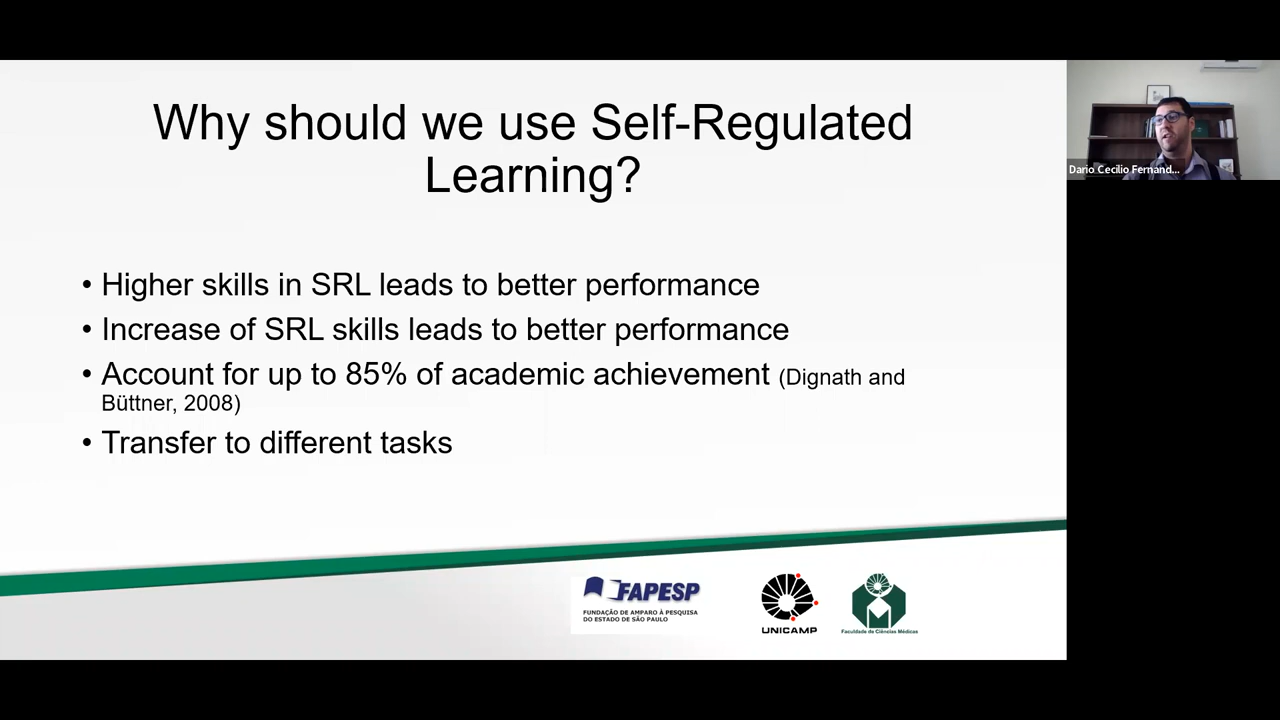 Why should we use Self-Regulated
Learning?
• Higher skills in SRL leads to better performance
• Increase of SRL skills leads to better performance
• Account for up to 85% of academic achievement (Dignath and
Büttner, 2008)
• Transfer to different tasks
FAPESP
FUNDAÇÃO DE AMPARO À PESQUISA
DO ESTADO DE SÃO PAULO
UNICAMP
Faculdade de Ciências Médicas
Dario Cecilio Fernand...